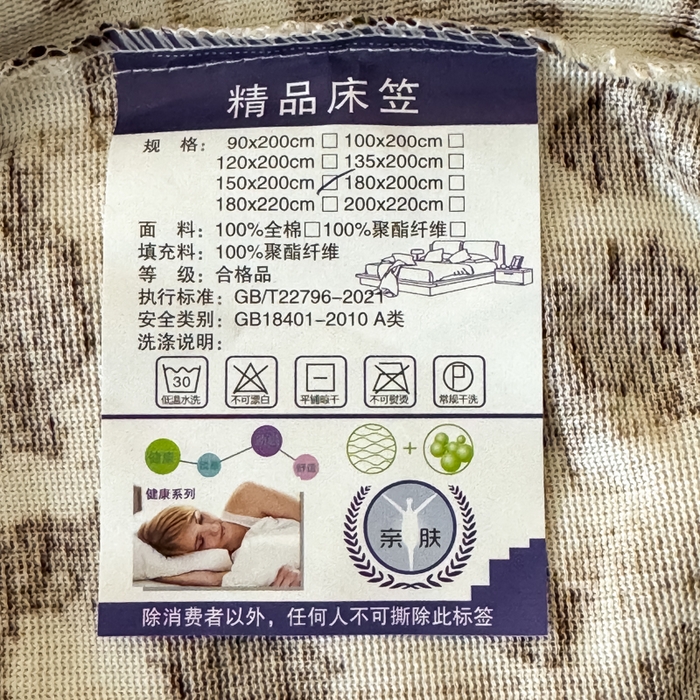 精品床笠
规 格： 90x200cm □ 100x200cm □
120x200cm □ 135x200cm □
150x200cm □ 180x200cm □
180x220cm □ 200x220cm □
面 料： 100%全棉□ 100%聚酯纤维□
填充料： 100%聚酯纤维
等 级： 合格品
执行标准： GB/T22796-2021
安全类别： GB18401-2010 A类
洗涤说明：
30
低温水洗 不可漂白 平铺晾干 不可熨烫 常规干洗
P
健康 舒适
+
健康系列
亲 肤
除消费者以外，任何人不可撕除此标签